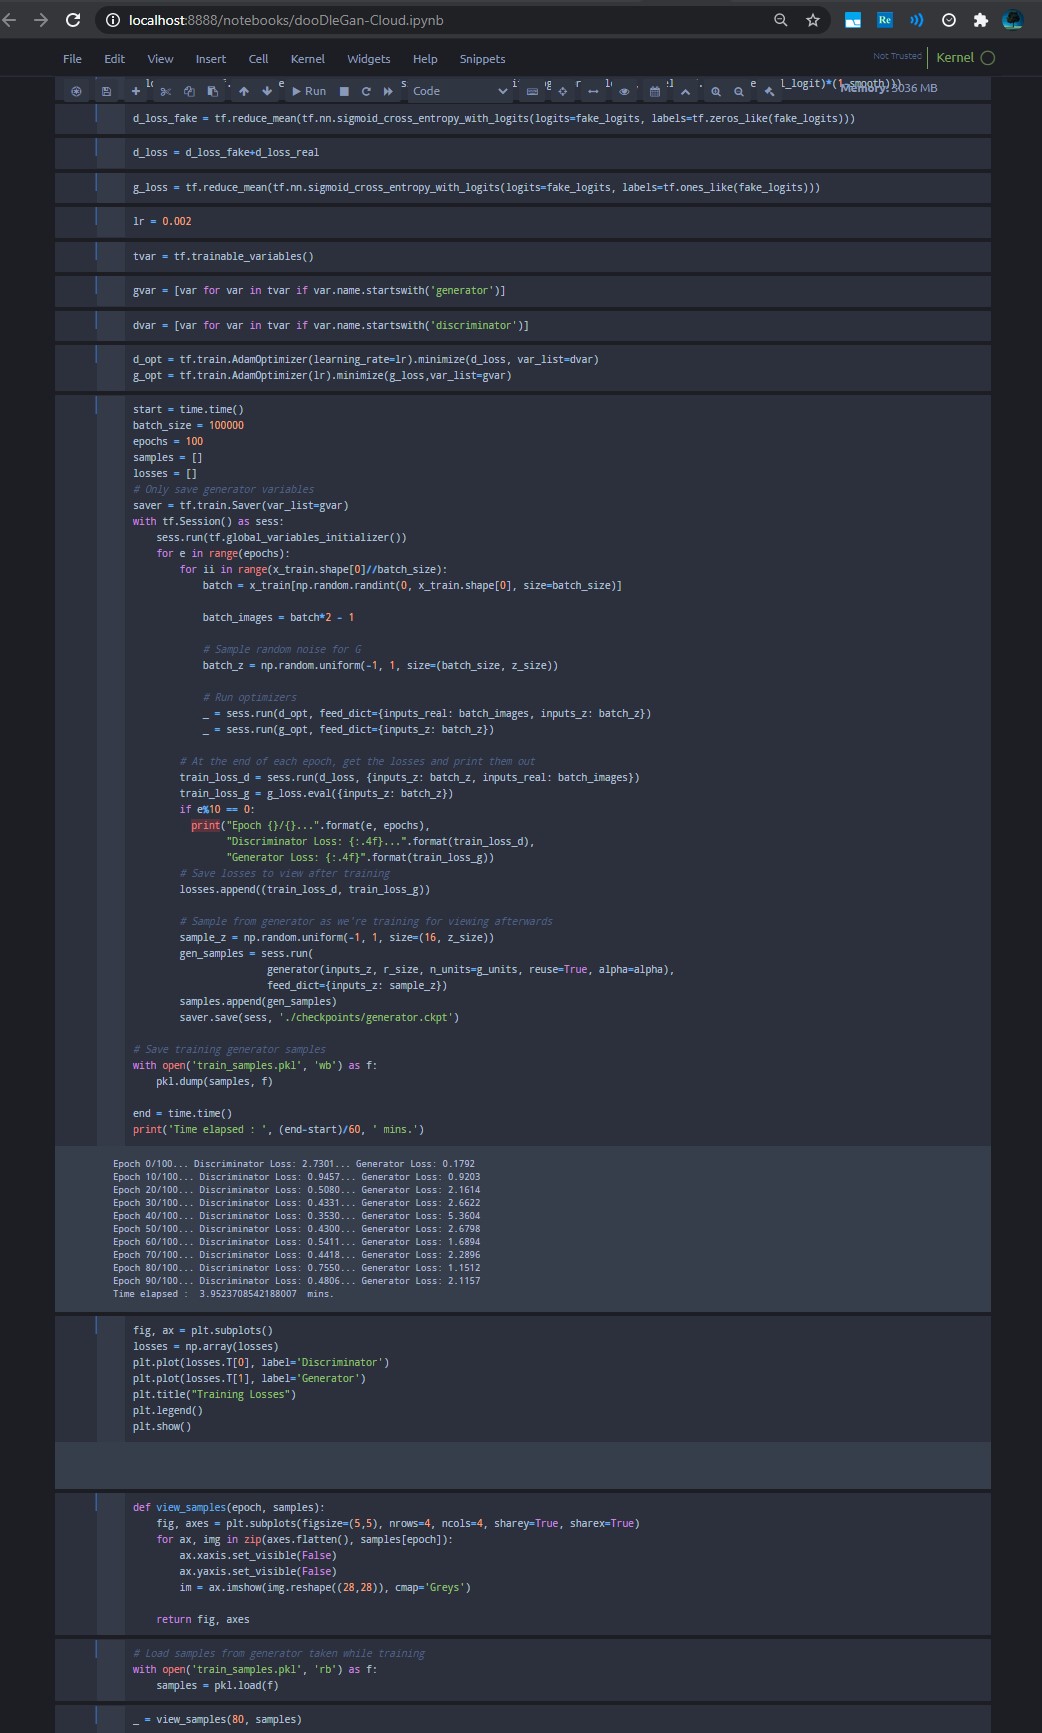 localhost:8888/notebooks/dooDleGan-Cloud.ipynb
Re
File Edit View Insert Cell Kernel Widgets Help Snippets
Not Trusted Kernel
Run Code
Memory: 3036 MB
d_loss_fake = tf.reduce_mean(tf.nn.sigmoid_cross_entropy_with_logits(logits=fake_logits, labels=tf.zeros_like(fake_logits)))
d_loss = d_loss_fake+d_loss_real
g_loss = tf.reduce_mean(tf.nn.sigmoid_cross_entropy_with_logits(logits=fake_logits, labels=tf.ones_like(fake_logits)))
lr = 0.002
tvar = tf.trainable_variables()
gvar = [var for var in tvar if var.name.startswith('generator')]
dvar = [var for var in tvar if var.name.startswith('discriminator')]
d_opt = tf.train.AdamOptimizer(learning_rate=lr).minimize(d_loss, var_list=dvar)
g_opt = tf.train.AdamOptimizer(lr).minimize(g_loss,var_list=gvar)
start = time.time()
batch_size = 100000
epochs = 100
samples = []
losses = []
# Only save generator variables
saver = tf.train.Saver(var_list=gvar)
with tf.Session() as sess:
sess.run(tf.global_variables_initializer())
for e in range(epochs):
for ii in range(x_train.shape[0]//batch_size):
batch = x_train[np.random.randint(0, x_train.shape[0], size=batch_size)]
batch_images = batch*2 - 1
# Sample random noise for G
batch_z = np.random.uniform(-1, 1, size=(batch_size, z_size))
# Run optimizers
_ = sess.run(d_opt, feed_dict={inputs_real: batch_images, inputs_z: batch_z})
_ = sess.run(g_opt, feed_dict={inputs_z: batch_z})
# At the end of each epoch, get the losses and print them out
train_loss_d = sess.run(d_loss, {inputs_z: batch_z, inputs_real: batch_images})
train_loss_g = g_loss.eval({inputs_z: batch_z})
if e%10 == 0:
print("Epoch {}/{}...".format(e, epochs),
"Discriminator Loss: {:.4f}...".format(train_loss_d),
"Generator Loss: {:.4f}".format(train_loss_g))
# Save losses to view after training
losses.append((train_loss_d, train_loss_g))
# Sample from generator as we're training for viewing afterwards
sample_z = np.random.uniform(-1, 1, size=(16, z_size))
gen_samples = sess.run(
generator(inputs_z, r_size, n_units=g_units, reuse=True, alpha=alpha),
feed_dict={inputs_z: sample_z})
samples.append(gen_samples)
saver.save(sess, './checkpoints/generator.ckpt')
# Save training generator samples
with open('train_samples.pkl', 'wb') as f:
pkl.dump(samples, f)
end = time.time()
print('Time elapsed : ', (end-start)/60, ' mins.')
Epoch 0/100... Discriminator Loss: 2.7301... Generator Loss: 0.1792
Epoch 10/100... Discriminator Loss: 0.9457... Generator Loss: 0.9203
Epoch 20/100... Discriminator Loss: 0.5080... Generator Loss: 2.1614
Epoch 30/100... Discriminator Loss: 0.4331... Generator Loss: 2.6622
Epoch 40/100... Discriminator Loss: 0.3530... Generator Loss: 5.3604
Epoch 50/100... Discriminator Loss: 0.4300... Generator Loss: 2.6798
Epoch 60/100... Discriminator Loss: 0.5411... Generator Loss: 1.6894
Epoch 70/100... Discriminator Loss: 0.4418... Generator Loss: 2.2896
Epoch 80/100... Discriminator Loss: 0.7550... Generator Loss: 1.1512
Epoch 90/100... Discriminator Loss: 0.4806... Generator Loss: 2.1157
Time elapsed :  3.9523708542188007  mins.
fig, ax = plt.subplots()
losses = np.array(losses)
plt.plot(losses.T[0], label='Discriminator')
plt.plot(losses.T[1], label='Generator')
plt.title("Training Losses")
plt.legend()
plt.show()
def view_samples(epoch, samples):
fig, axes = plt.subplots(figsize=(5,5), nrows=4, ncols=4, sharey=True, sharex=True)
for ax, img in zip(axes.flatten(), samples[epoch]):
ax.xaxis.set_visible(False)
ax.yaxis.set_visible(False)
im = ax.imshow(img.reshape((28,28)), cmap='Greys')
return fig, axes
# Load samples from generator taken while training
with open('train_samples.pkl', 'rb') as f:
samples = pkl.load(f)
_ = view_samples(80, samples)